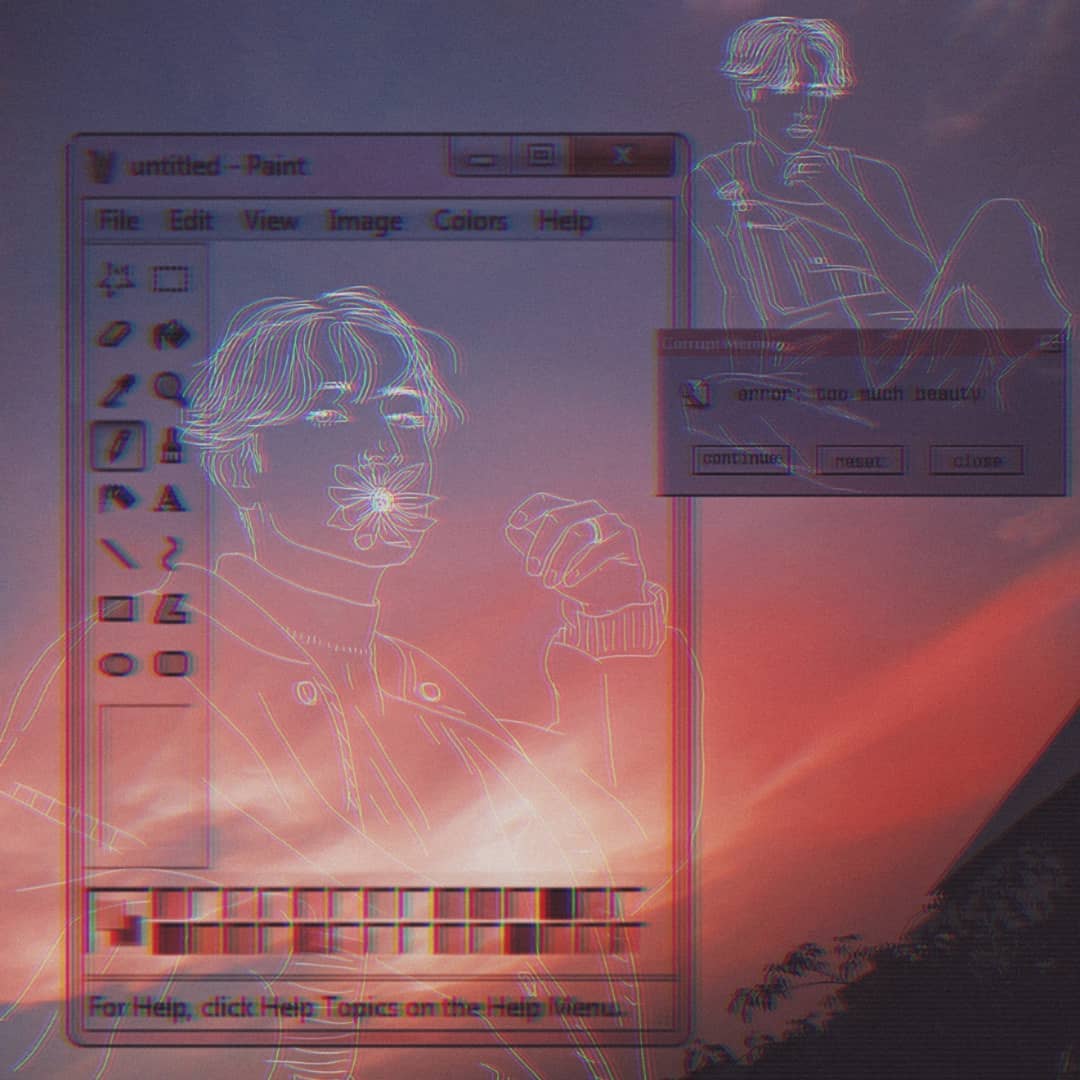 untitled - Paint
File Edit View Image Colors Help
A
Corrupt Memory
error: too much beauty
continue reset close
For Help, click Help Topics on the Help Menu.